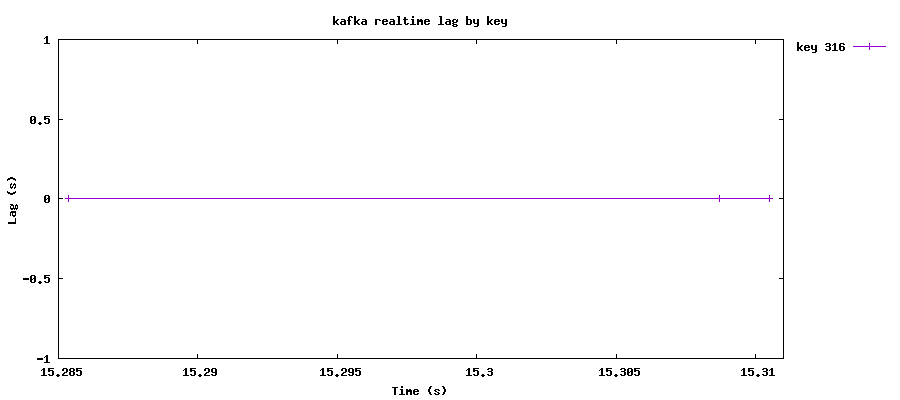 kafka realtime lag by key
key 316
1
0.5
0
-0.5
-1
Lag (s)
15.285 15.29 15.295 15.3 15.305 15.31
Time (s)